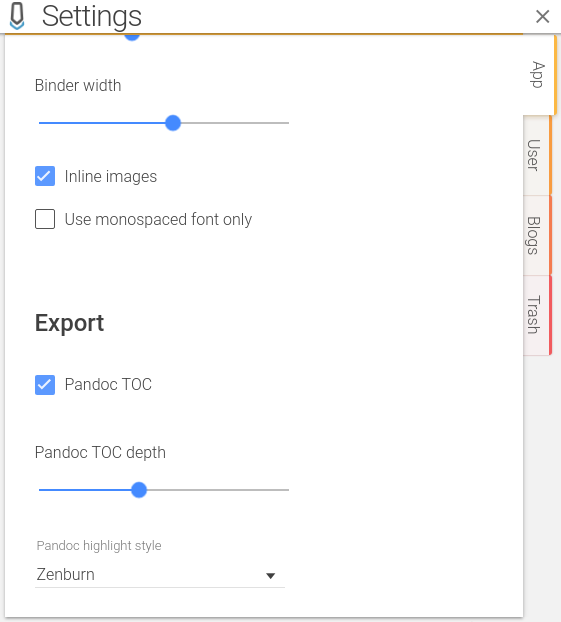 Settings
Binder width
Inline images
Use monospaced font only
Export
Pandoc TOC
Pandoc TOC depth
Pandoc highlight style
Zenburn
App
User
Blogs
Trash